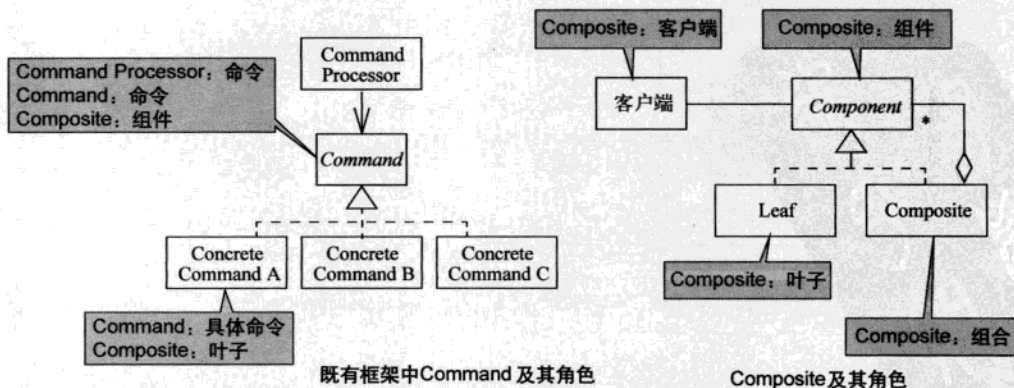 Command Processor：命令
Command：命令
Composite：组件
Command
Processor
Command
Concrete
Command A
Concrete
Command B
Concrete
Command C
Command：具体命令
Composite：叶子
既有框架中Command 及其角色
Composite：客户端
Composite：组件
客户端
Component
*
Leaf
Composite
Composite：叶子
Composite：组合
Composite及其角色